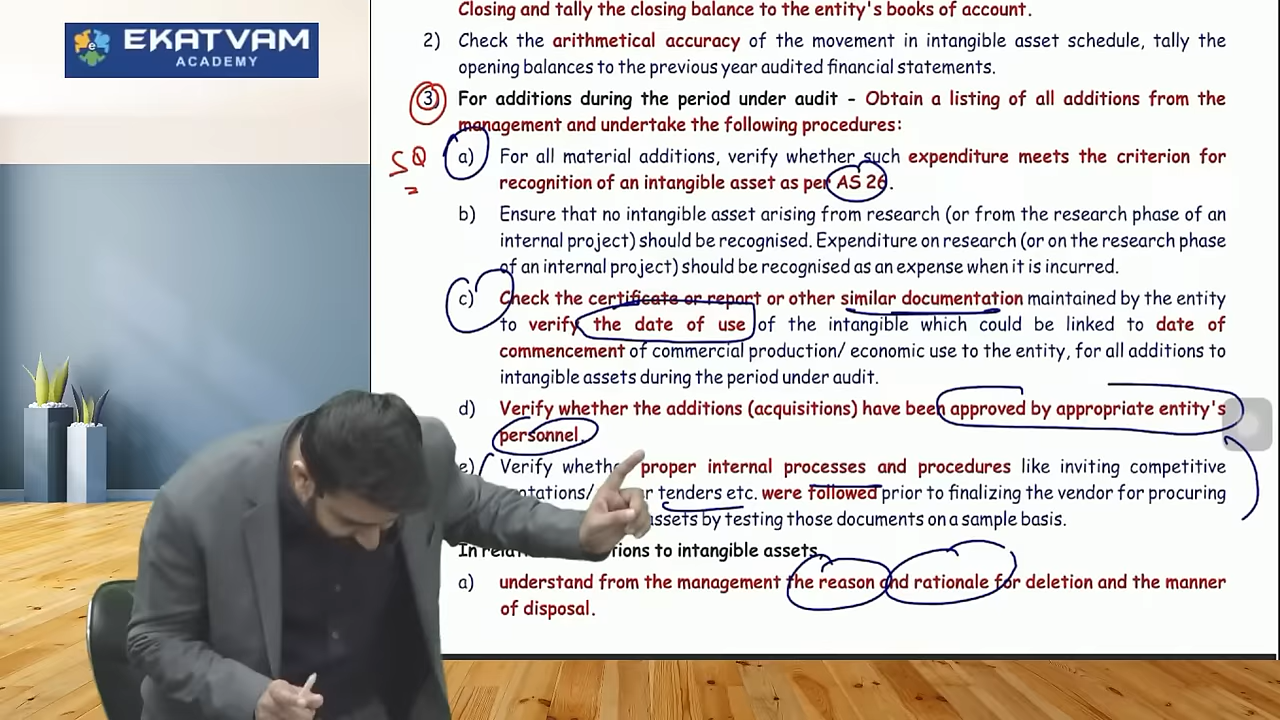 EKATVAM
ACADEMY
Closing and tally the closing balance to the entity's books of account.
2) Check the arithmetical accuracy of the movement in intangible asset schedule, tally the
opening balances to the previous year audited financial statements.
3 For additions during the period under audit – Obtain a listing of all additions from the
management and undertake the following procedures:
SQ
a) For all material additions, verify whether such expenditure meets the criterion for
recognition of an intangible asset as per AS 26.
b) Ensure that no intangible asset arising from research (or from the research phase of an
internal project) should be recognised. Expenditure on research (or on the research phase
of an internal project) should be recognised as an expense when it is incurred.
c) Check the certificate or report or other similar documentation maintained by the entity
to verify the date of use of the intangible which could be linked to date of
commencement of commercial production/ economic use to the entity, for all additions to
intangible assets during the period under audit.
d) Verify whether the additions (acquisitions) have been approved by appropriate entity's
personnel.
e) Verify whether proper internal processes and procedures like inviting competitive
tenders etc. were followed prior to finalizing the vendor for procuring
assets by testing those documents on a sample basis.
to intangible assets
a) understand from the management the reason and rationale for deletion and the manner
of disposal.